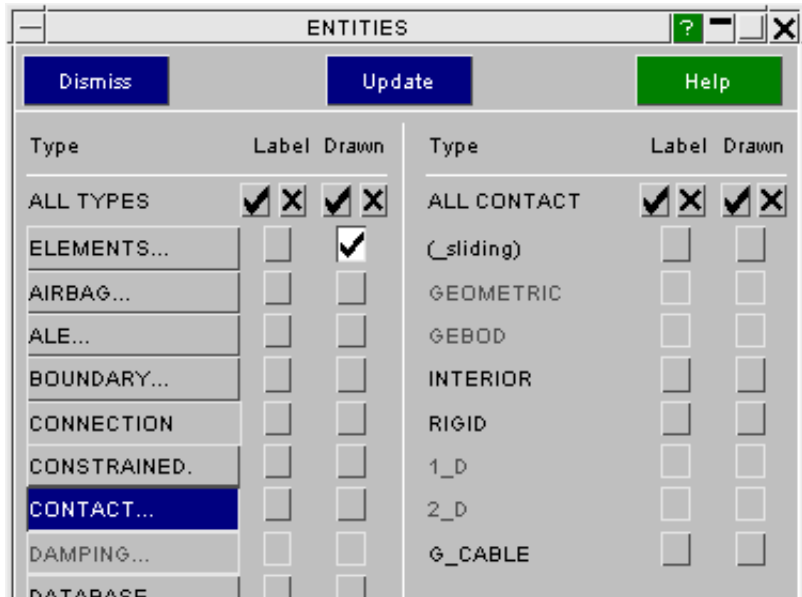 ENTITIES
?
Dismiss Update Help
Type Label Drawn
ALL TYPES
ELEMENTS...
AIRBAG...
ALE...
BOUNDARY...
CONNECTION
CONSTRAINED.
CONTACT...
DAMPING...
DATABASE
Type Label Drawn
ALL CONTACT
(_sliding)
GEOMETRIC
GEBOD
INTERIOR
RIGID
1_D
2_D
G_CABLE